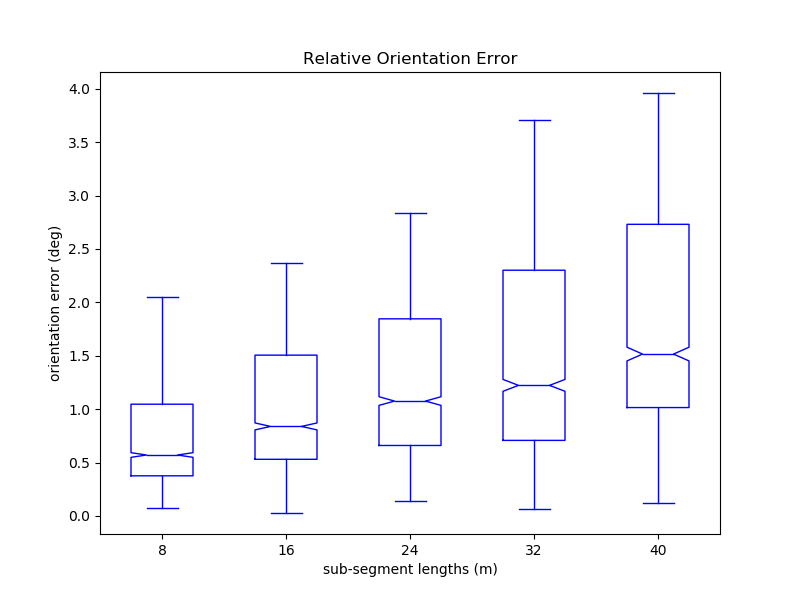 Relative Orientation Error
orientation error (deg)
4.0
3.5
3.0
2.5
2.0
1.5
1.0
0.5
0.0
8 16 24 32 40
sub-segment lengths (m)